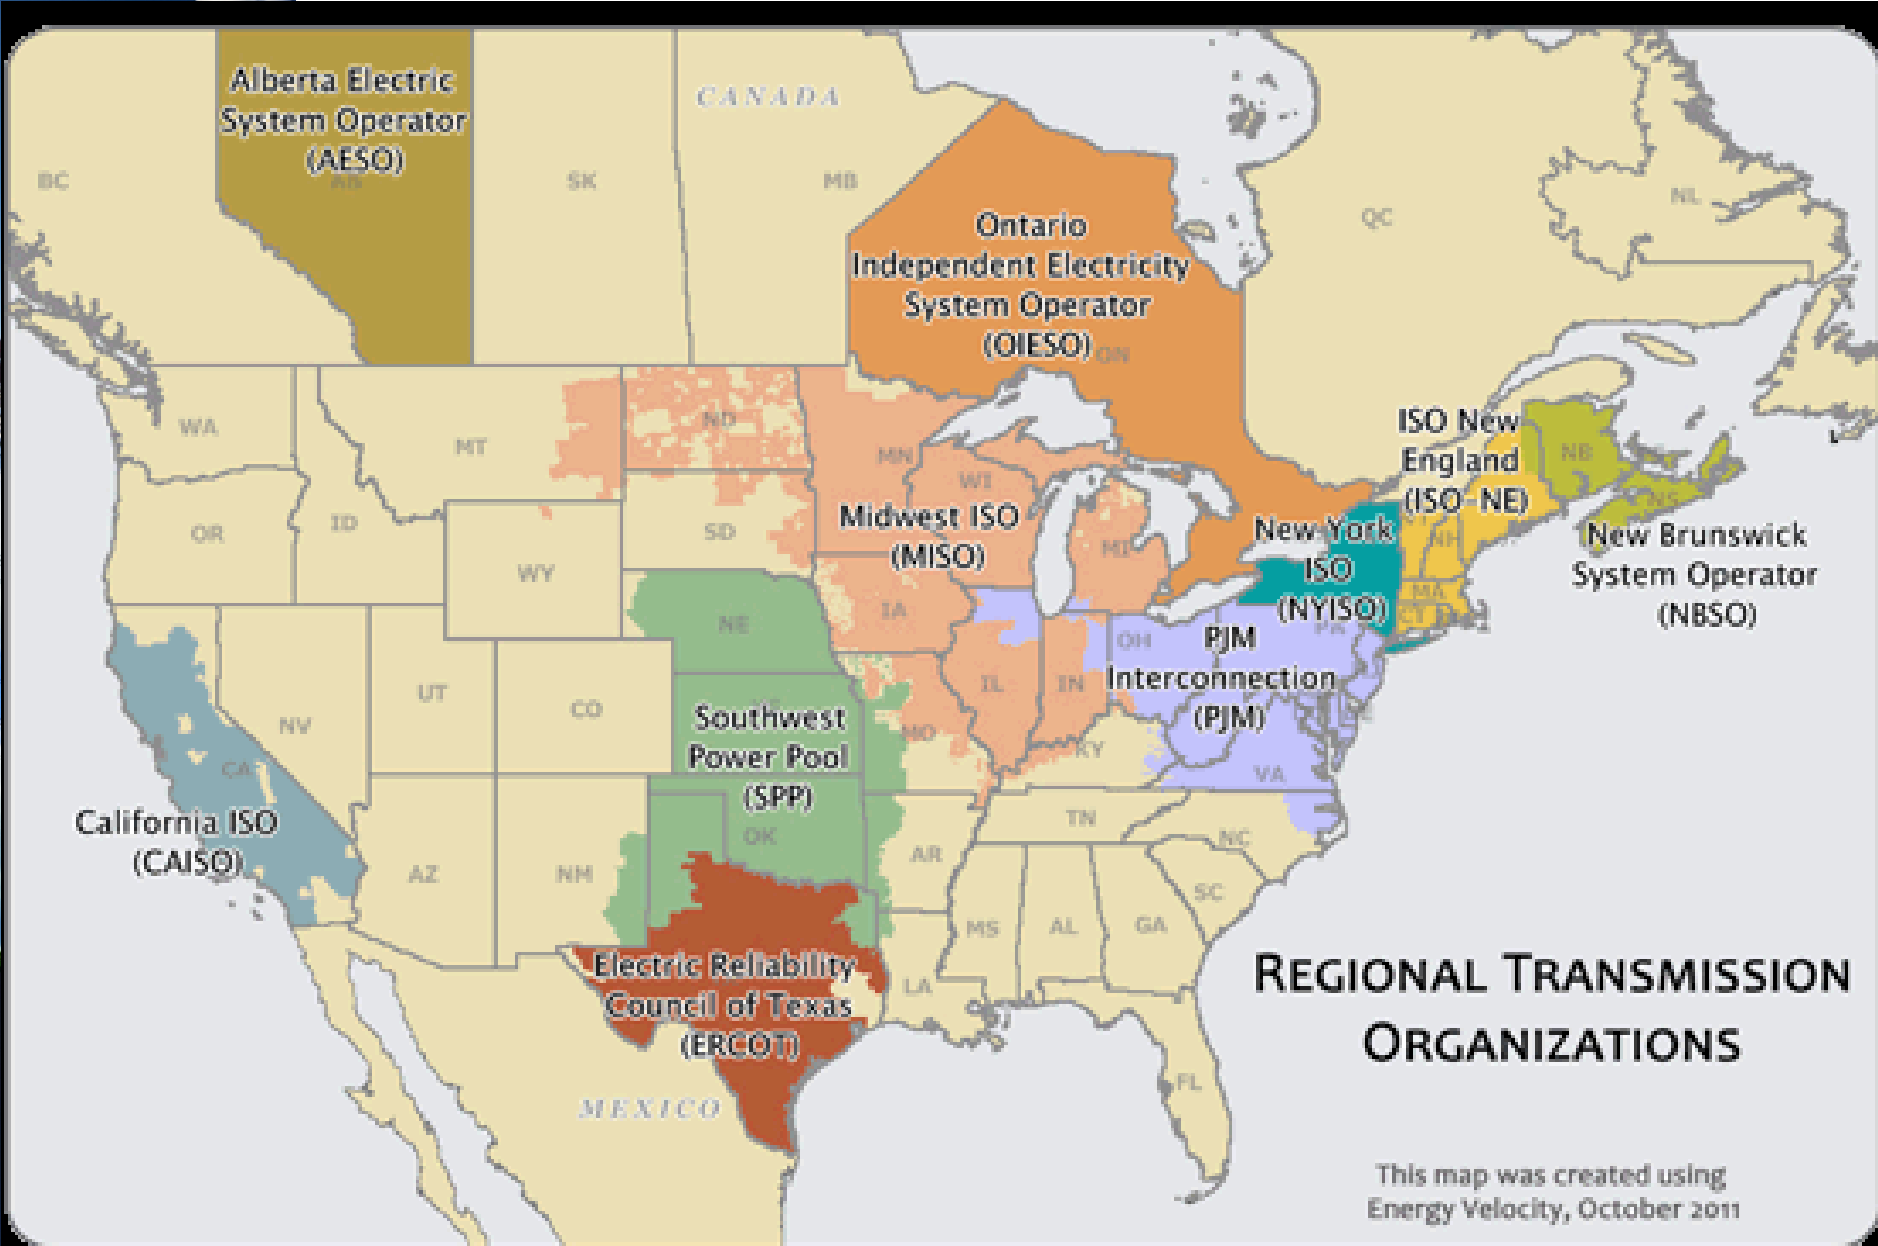 Alberta Electric
System Operator
(AESO)
AB
CANADA
BC
SK
MB
Ontario
Independent Electricity
System Operator
(OIESO)
ON
QC
NL
WA
MT
ND
MN
WI
ISO New
England
(ISO-NE)
NB
NS
OR
ID
SD
WY
Midwest ISO
(MISO)
MI
New York
ISO
(NYISO)
VT
NH
MA
CT
New Brunswick
System Operator
(NBSO)
NE
IA
OH
PA
PJM
Interconnection
(PJM)
UT
CO
NV
IL
IN
Southwest
Power Pool
(SPP)
MO
KY
VA
CA
California ISO
(CAISO)
OK
TN
NC
AZ
NM
AR
SC
MS
AL
GA
Electric Reliability
Council of Texas
(ERCOT)
LA
FL
MEXICO
REGIONAL TRANSMISSION
ORGANIZATIONS
This map was created using
Energy Velocity, October 2011